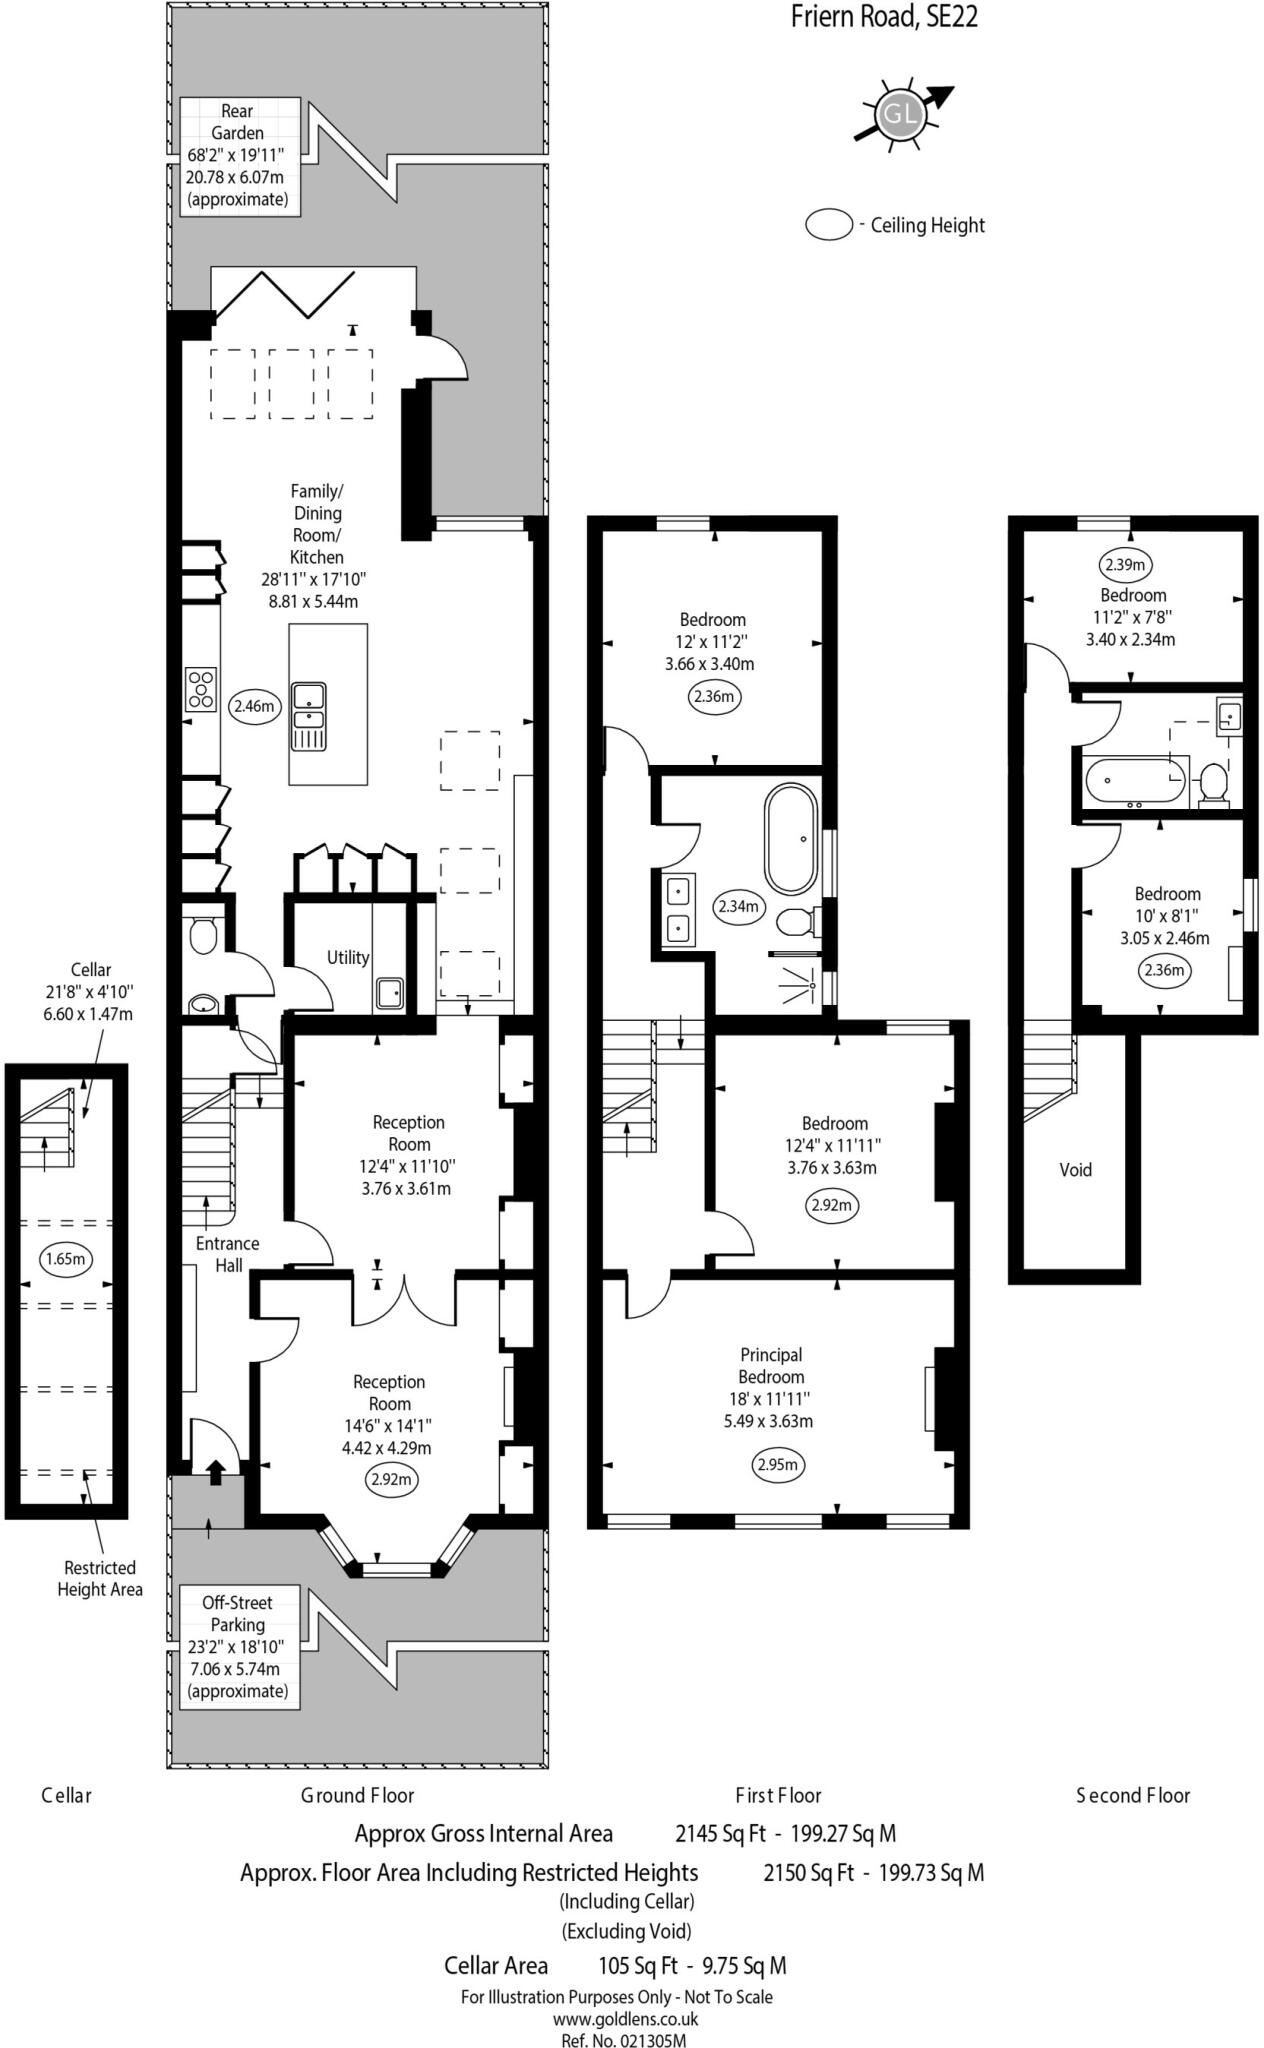 Friern Road, SE22
GL
- Ceiling Height
Rear
Garden
68'2" x 19'11"
20.78 x 6.07m
(approximate)
Family/
Dining
Room/
Kitchen
28'11" x 17'10"
8.81 x 5.44m
2.46m
Utility
Cellar
21'8" x 4'10"
6.60 x 1.47m
1.65m
Restricted
Height Area
Reception
Room
12'4" x 11'10"
3.76 x 3.61m
Entrance
Hall
Reception
Room
14'6" x 14'1"
4.42 x 4.29m
2.92m
Off-Street
Parking
23'2" x 18'10"
7.06 x 5.74m
(approximate)
Bedroom
12' x 11'2"
3.66 x 3.40m
2.36m
2.34m
Bedroom
12'4" x 11'11"
3.76 x 3.63m
2.92m
Principal
Bedroom
18' x 11'11"
5.49 x 3.63m
2.95m
2.39m
Bedroom
11'2" x 7'8"
3.40 x 2.34m
Bedroom
10' x 8'1"
3.05 x 2.46m
2.36m
Void
Cellar
Ground Floor
First Floor
Second Floor
Approx Gross Internal Area 2145 Sq Ft - 199.27 Sq M
Approx. Floor Area Including Restricted Heights 2150 Sq Ft - 199.73 Sq M
(Including Cellar)
(Excluding Void)
Cellar Area 105 Sq Ft - 9.75 Sq M
For Illustration Purposes Only - Not To Scale
www.goldlens.co.uk
Ref. No. 021305M